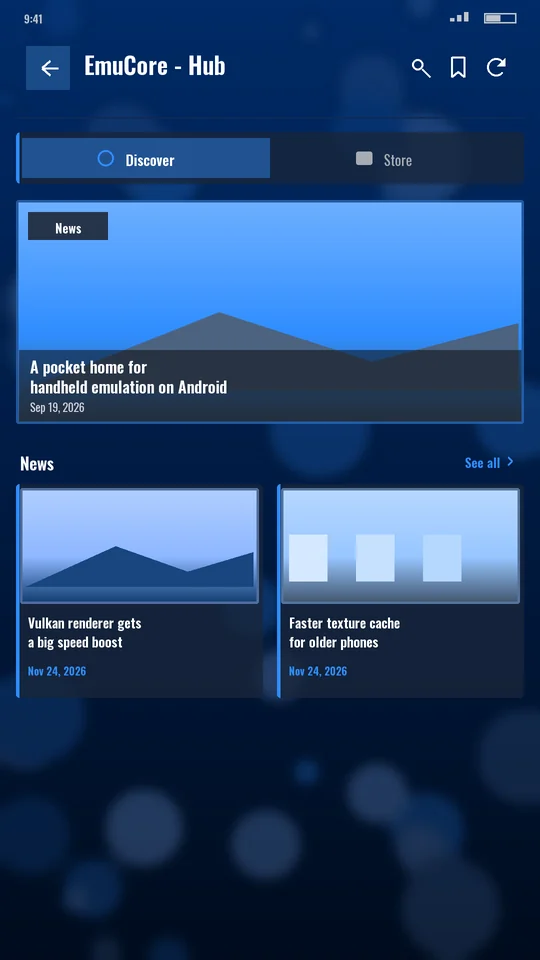 9:41
EmuCore - Hub
Discover
Store
News
A pocket home for
handheld emulation on Android
Sep 19, 2026
News
See all
Vulkan renderer gets
a big speed boost
Nov 24, 2026
Faster texture cache
for older phones
Nov 24, 2026